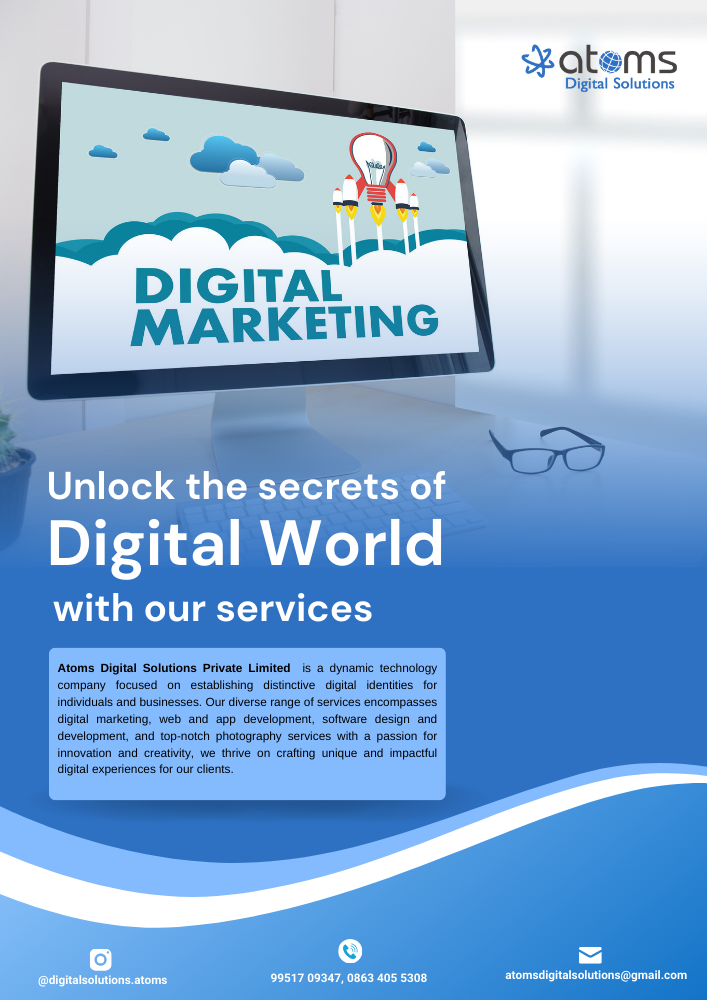 atoms
Digital Solutions
DIGITAL
MARKETING
Unlock the secrets of
Digital World
with our services
Atoms Digital Solutions Private Limited is a dynamic technology
company focused on establishing distinctive digital identities for
individuals and businesses. Our diverse range of services encompasses
digital marketing, web and app development, software design and
development, and top-notch photography services with a passion for
innovation and creativity, we thrive on crafting unique and impactful
digital experiences for our clients.
@digitalsolutions.atoms
99517 09347, 0863 405 5308
atomsdigitalsolutions@gmail.com